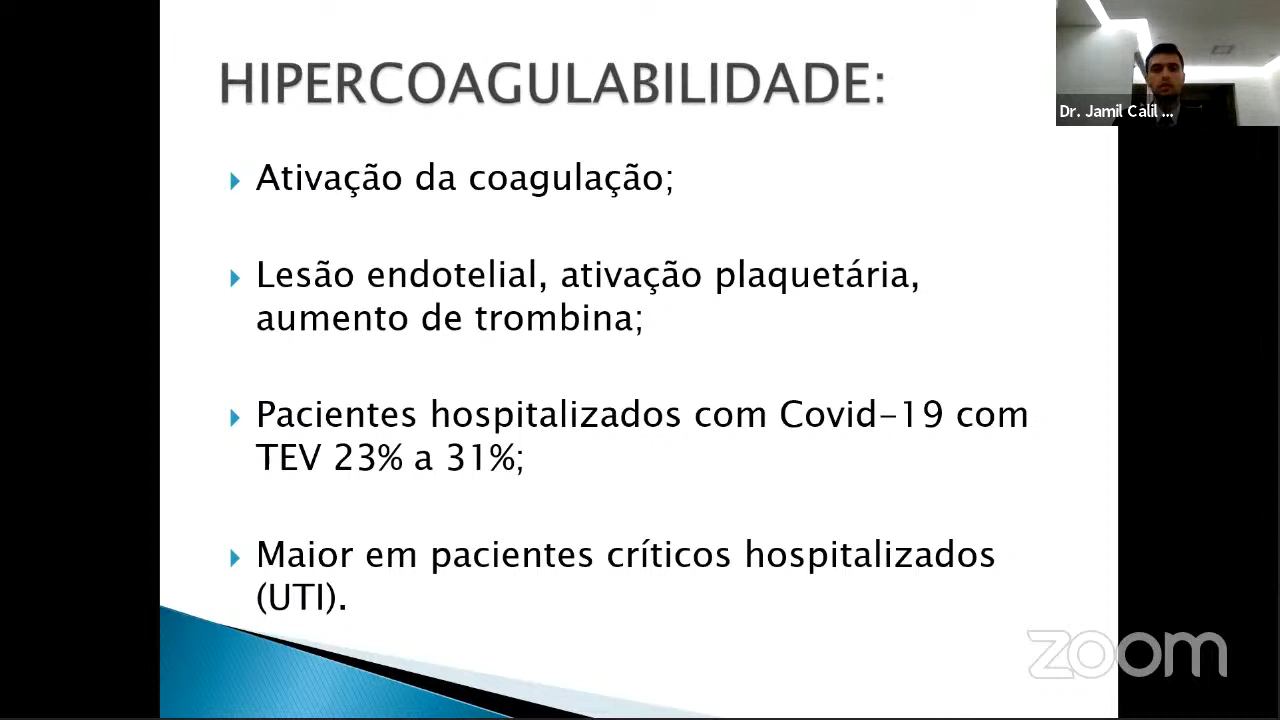 HIPERCOAGULABILIDADE:
Dr. Jamil Calil ...
Ativação da coagulação;
Lesão endotelial, ativação plaquetária,
aumento de trombina;
Pacientes hospitalizados com Covid-19 com
TEV 23% a 31%;
Maior em pacientes críticos hospitalizados
(UTI).
zoom